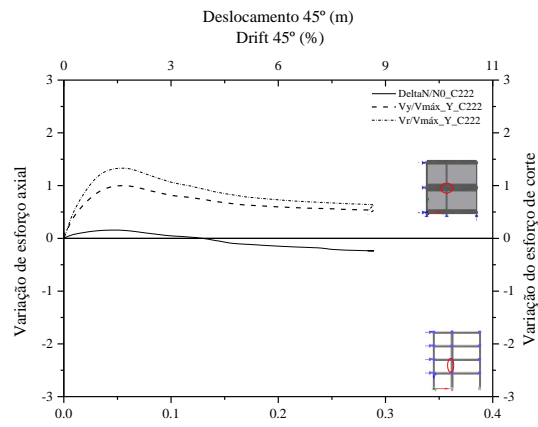 Deslocamento 45º (m)
Drift 45º (%)
0 3 6 8 11
3 3
DeltaN/N0_C222
Vy/Vmáx_Y_C222
Vr/Vmáx_Y_C222
2 2
1 1
0 0
-1 -1
-2 -2
-3 -3
Variação de esforço axial
Variação do esforço de corte
0.0 0.1 0.2 0.3 0.4